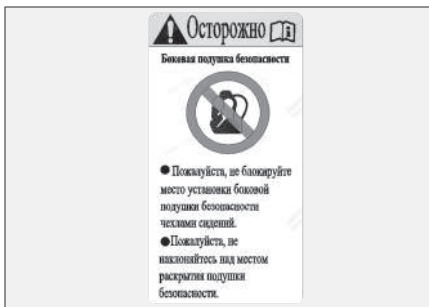 Осторожно
Боковая подушка безопасности
● Пожалуйста, не блокируйте
место установки боковой
подушки безопасности
чехлами сидений.
●Пожалуйста, не
наклоняйтесь над местом
раскрытия подушки
безопасности.